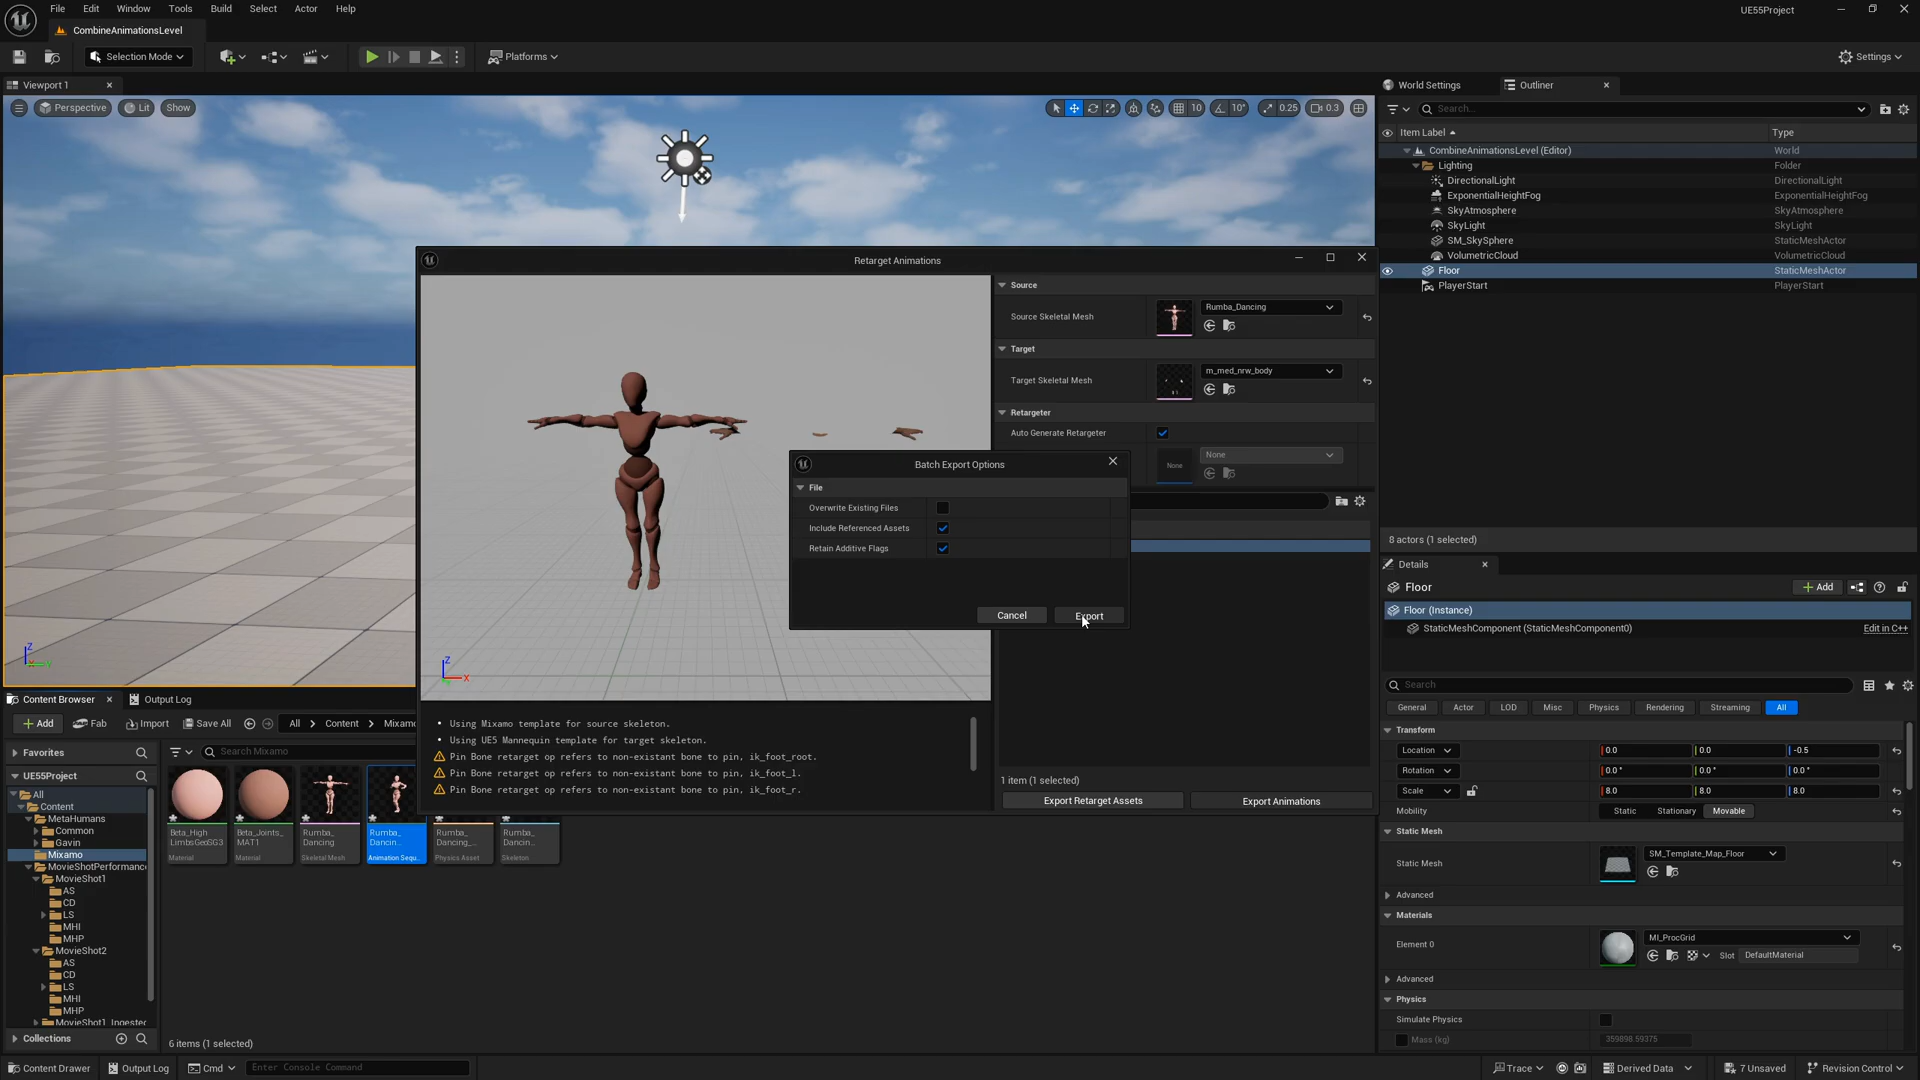 File Edit Window Tools Build Select Actor Help
UE55Project
CombineAnimationsLevel
Selection Mode
Platforms
Settings
Viewport 1
Perspective Lit Show
10 10° 0.25 0.3
World Settings
Outliner
Search...
Item Label Type
CombineAnimationsLevel (Editor) World
Lighting Folder
DirectionalLight DirectionalLight
ExponentialHeightFog ExponentialHeightFog
SkyAtmosphere SkyAtmosphere
SkyLight SkyLight
SM_SkySphere StaticMeshActor
VolumetricCloud VolumetricCloud
Floor StaticMeshActor
PlayerStart PlayerStart
8 actors (1 selected)
Retarget Animations
Source
Source Skeletal Mesh
Rumba_Dancing
Target
Target Skeletal Mesh
m_med_nrw_body
Retargeter
Auto Generate Retargeter
None
None
Batch Export Options
File
Overwrite Existing Files
Include Referenced Assets
Retain Additive Flags
Cancel Export
Z
X
• Using Mixamo template for source skeleton.
• Using UE5 Mannequin template for target skeleton.
Pin Bone retarget op refers to non-existant bone to pin, ik_foot_root.
Pin Bone retarget op refers to non-existant bone to pin, ik_foot_l.
Pin Bone retarget op refers to non-existant bone to pin, ik_foot_r.
1 item (1 selected)
Export Retarget Assets Export Animations
Details
Floor
Add
Floor (Instance)
StaticMeshComponent (StaticMeshComponent0) Edit in C++
Search
General Actor LOD Misc Physics Rendering Streaming All
Transform
Location 0.0 0.0 -0.5
Rotation 0.0° 0.0° 0.0°
Scale 8.0 8.0 8.0
Mobility Static Stationary Movable
Static Mesh
Static Mesh
SM_Template_Map_Floor
Advanced
Materials
Element 0
MI_ProcGrid
Slot DefaultMaterial
Advanced
Physics
Simulate Physics
Mass (kg) 359898.59375
Content Browser
Output Log
Add Fab Import Save All All Content Mixamo
Favorites
Search Mixamo
UE55Project
All
Content
MetaHumans
Common
Gavin
Mixamo
MovieShotPerformance
MovieShot1
AS
CD
LS
MHI
MHP
MovieShot2
AS
CD
LS
MHI
MHP
MovieShot1_Ingested
Collections
Beta_High
LimbsGeoSG3
Material
Beta_Joints_
MAT1
Material
Rumba_
Dancing
Skeletal Mesh
Rumba_
Dancin...
Animation Sequ...
Rumba_
Dancing_...
Physics Asset
Rumba_
Dancin...
Skeleton
6 items (1 selected)
Content Drawer Output Log Cmd Enter Console Command
Trace Derived Data 7 Unsaved Revision Control